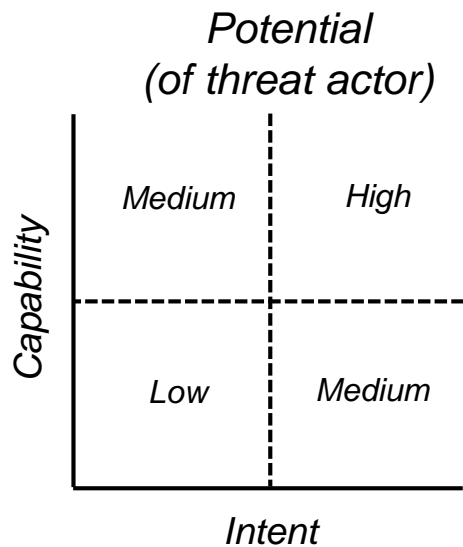 Potential
(of threat actor)
Medium
High
Capability
Low
Medium
Intent